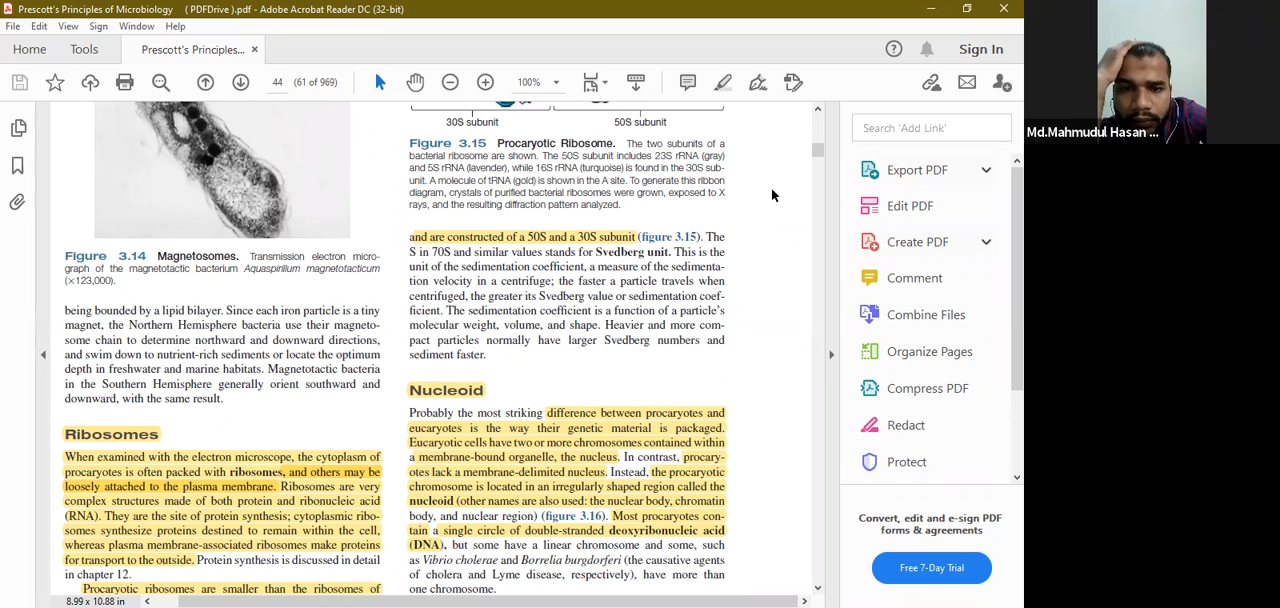 Prescott's Principles of Microbiology ( PDFDrive ).pdf - Adobe Acrobat Reader DC (32-bit)
File Edit View Sign Window Help
Home Tools Prescott's Principles... × Sign In
44 (61 of 969) 100%
Figure 3.14 Magnetosomes. Transmission electron micro-
graph of the magnetotactic bacterium Aquaspirillum magnetotacticum
(×123,000).
being bounded by a lipid bilayer. Since each iron particle is a tiny
magnet, the Northern Hemisphere bacteria use their magneto-
some chain to determine northward and downward directions,
and swim down to nutrient-rich sediments or locate the optimum
depth in freshwater and marine habitats. Magnetotactic bacteria
in the Southern Hemisphere generally orient southward and
downward, with the same result.
Ribosomes
When examined with the electron microscope, the cytoplasm of
procaryotes is often packed with ribosomes, and others may be
loosely attached to the plasma membrane. Ribosomes are very
complex structures made of both protein and ribonucleic acid
(RNA). They are the site of protein synthesis; cytoplasmic ribo-
somes synthesize proteins destined to remain within the cell,
whereas plasma membrane-associated ribosomes make proteins
for transport to the outside. Protein synthesis is discussed in detail
in chapter 12.
Procaryotic ribosomes are smaller than the ribosomes of
30S subunit 50S subunit
Figure 3.15 Procaryotic Ribosome. The two subunits of a
bacterial ribosome are shown. The 50S subunit includes 23S rRNA (gray)
and 5S rRNA (lavender), while 16S rRNA (turquoise) is found in the 30S sub-
unit. A molecule of tRNA (gold) is shown in the A site. To generate this ribbon
diagram, crystals of purified bacterial ribosomes were grown, exposed to X
rays, and the resulting diffraction pattern analyzed.
and are constructed of a 50S and a 30S subunit (figure 3.15). The
S in 70S and similar values stands for Svedberg unit. This is the
unit of the sedimentation coefficient, a measure of the sedimenta-
tion velocity in a centrifuge; the faster a particle travels when
centrifuged, the greater its Svedberg value or sedimentation coef-
ficient. The sedimentation coefficient is a function of a particle's
molecular weight, volume, and shape. Heavier and more com-
pact particles normally have larger Svedberg numbers and
sediment faster.
Nucleoid
Probably the most striking difference between procaryotes and
eucaryotes is the way their genetic material is packaged.
Eucaryotic cells have two or more chromosomes contained within
a membrane-bound organelle, the nucleus. In contrast, procary-
otes lack a membrane-delimited nucleus. Instead, the procaryotic
chromosome is located in an irregularly shaped region called the
nucleoid (other names are also used: the nuclear body, chromatin
body, and nuclear region) (figure 3.16). Most procaryotes con-
tain a single circle of double-stranded deoxyribonucleic acid
(DNA), but some have a linear chromosome and some, such
as Vibrio cholerae and Borrelia burgdorferi (the causative agents
of cholera and Lyme disease, respectively), have more than
one chromosome.
8.99 x 10.88 in
Search 'Add Link'
Export PDF
Edit PDF
Create PDF
Comment
Combine Files
Organize Pages
Compress PDF
Redact
Protect
Convert, edit and e-sign PDF
forms & agreements
Free 7-Day Trial
Md.Mahmudul Hasan ...